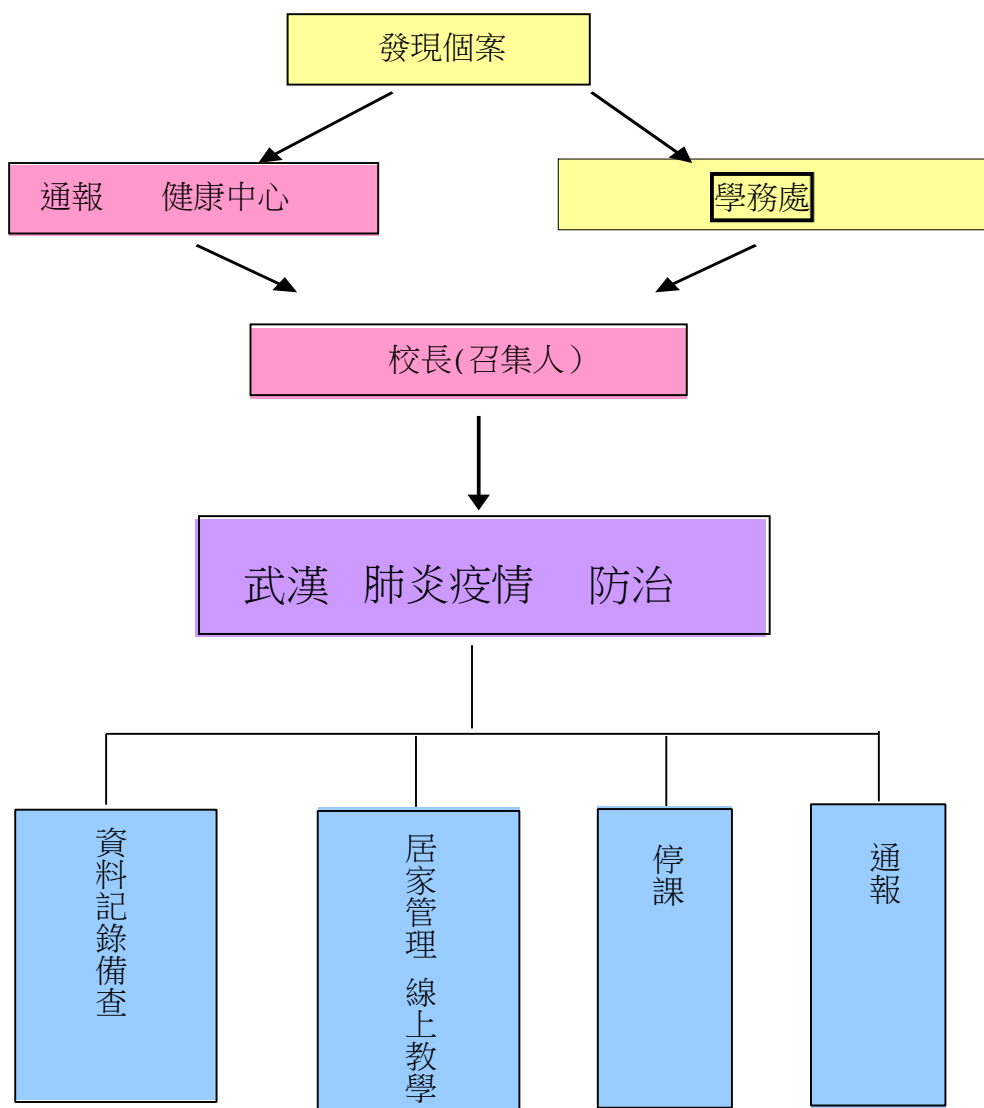 發現個案
通報 健康中心
學務處
校長(召集人）
武漢 肺炎疫情 防治
資料記錄備查
居家管理 線上教學
停課
通報